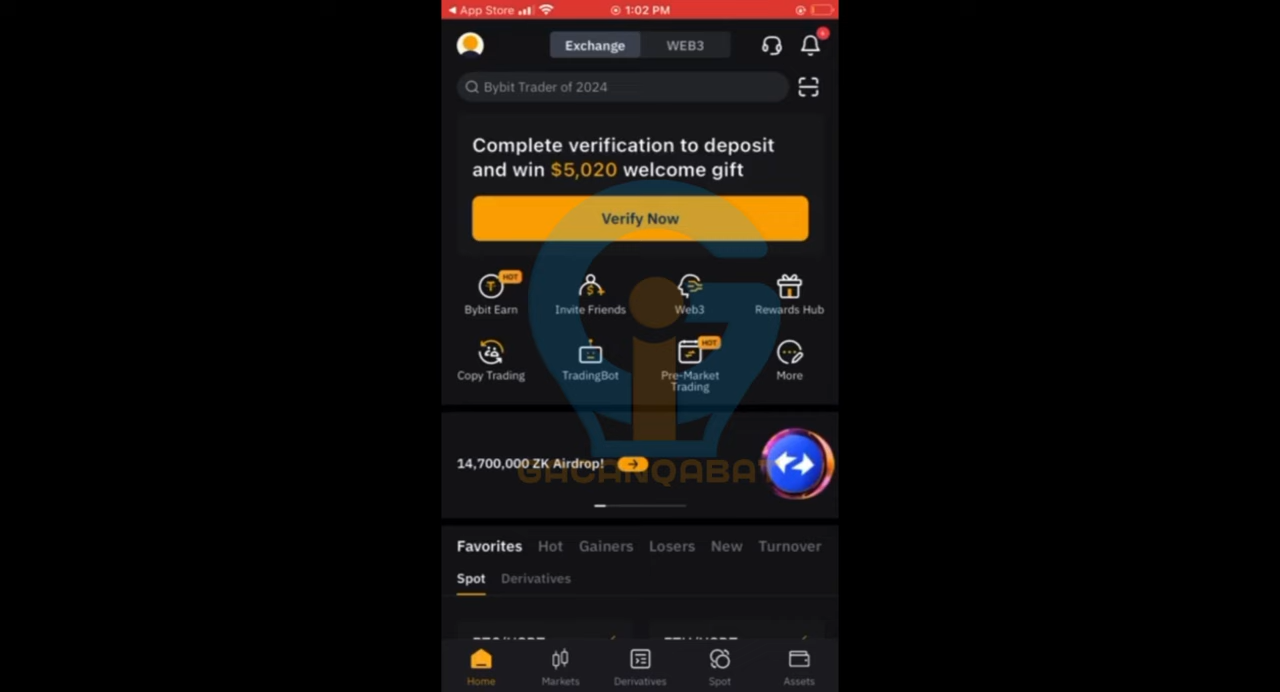 App Store
1:02 PM
Exchange WEB3
Bybit Trader of 2024
Complete verification to deposit
and win $5,020 welcome gift
Verify Now
HOT
Bybit Earn Invite Friends Web3 Rewards Hub
HOT
Copy Trading TradingBot Pre-Market Trading More
14,700,000 ZK Airdrop!
GACANQABA
Favorites Hot Gainers Losers New Turnover
Spot Derivatives
Home Markets Derivatives Spot Assets